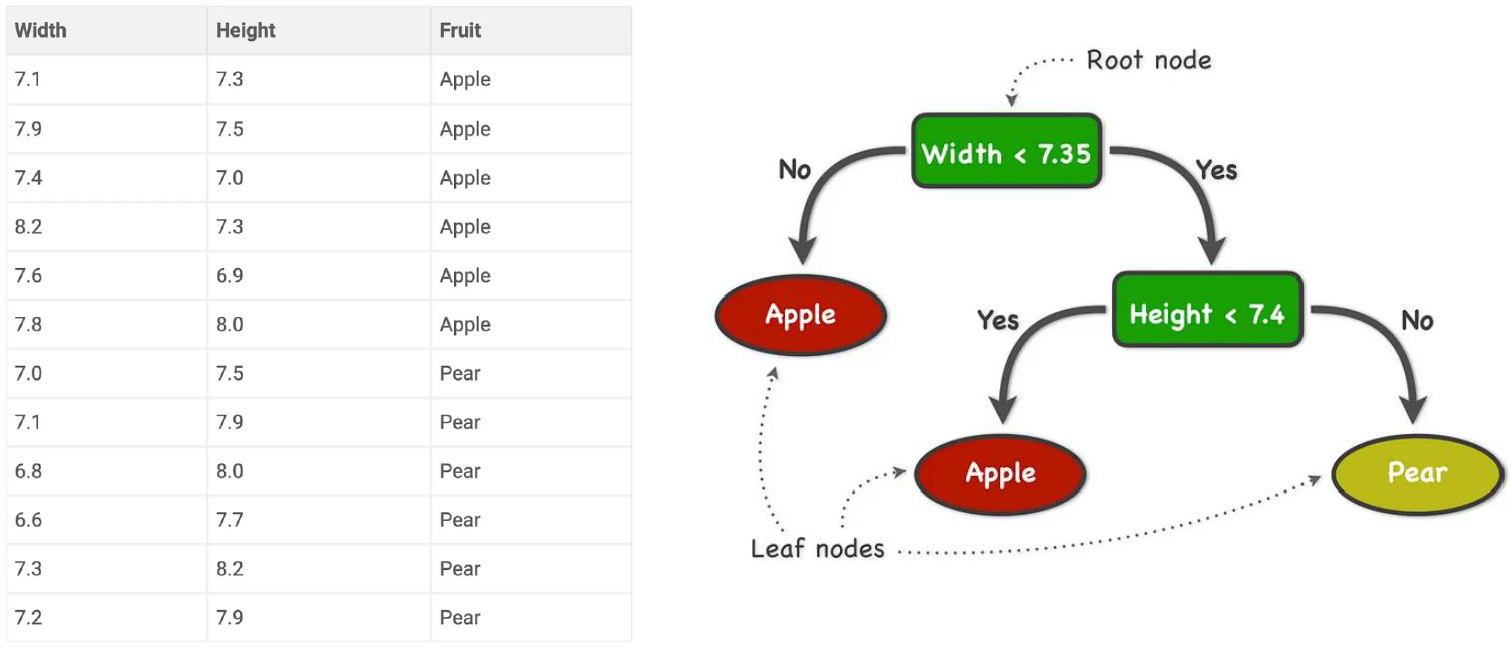 Width Height Fruit
7.1 7.3 Apple
7.9 7.5 Apple
7.4 7.0 Apple
8.2 7.3 Apple
7.6 6.9 Apple
7.8 8.0 Apple
7.0 7.5 Pear
7.1 7.9 Pear
6.8 8.0 Pear
6.6 7.7 Pear
7.3 8.2 Pear
7.2 7.9 Pear
Root node
Width < 7.35
No
Yes
Apple
Height < 7.4
Yes
No
Apple
Pear
Leaf nodes